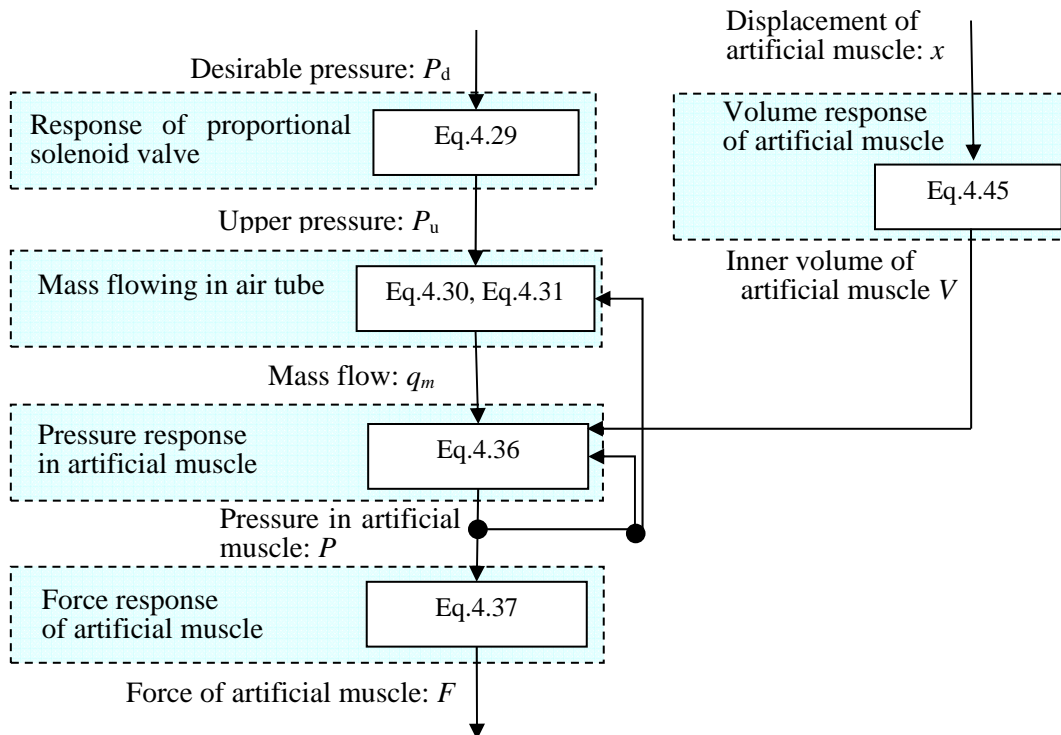 Displacement of
artificial muscle: x
Desirable pressure: Pd
Response of proportional
solenoid valve
Eq.4.29
Volume response
of artificial muscle
Eq.4.45
Upper pressure: Pu
Inner volume of
artificial muscle V
Mass flowing in air tube
Eq.4.30, Eq.4.31
Mass flow: qm
Pressure response
in artificial muscle
Eq.4.36
Pressure in artificial
muscle: P
Force response
of artificial muscle
Eq.4.37
Force of artificial muscle: F